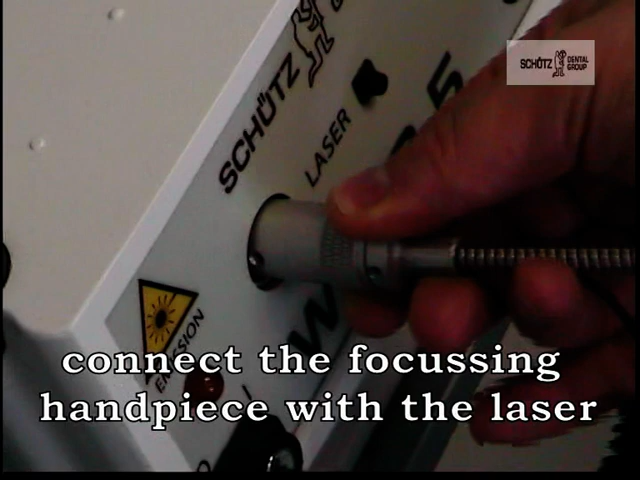 SCHÜTZ
DENTAL
GROUP
SCHÜTZ
LASER
EMISSION
connect the focussing
handpiece with the laser